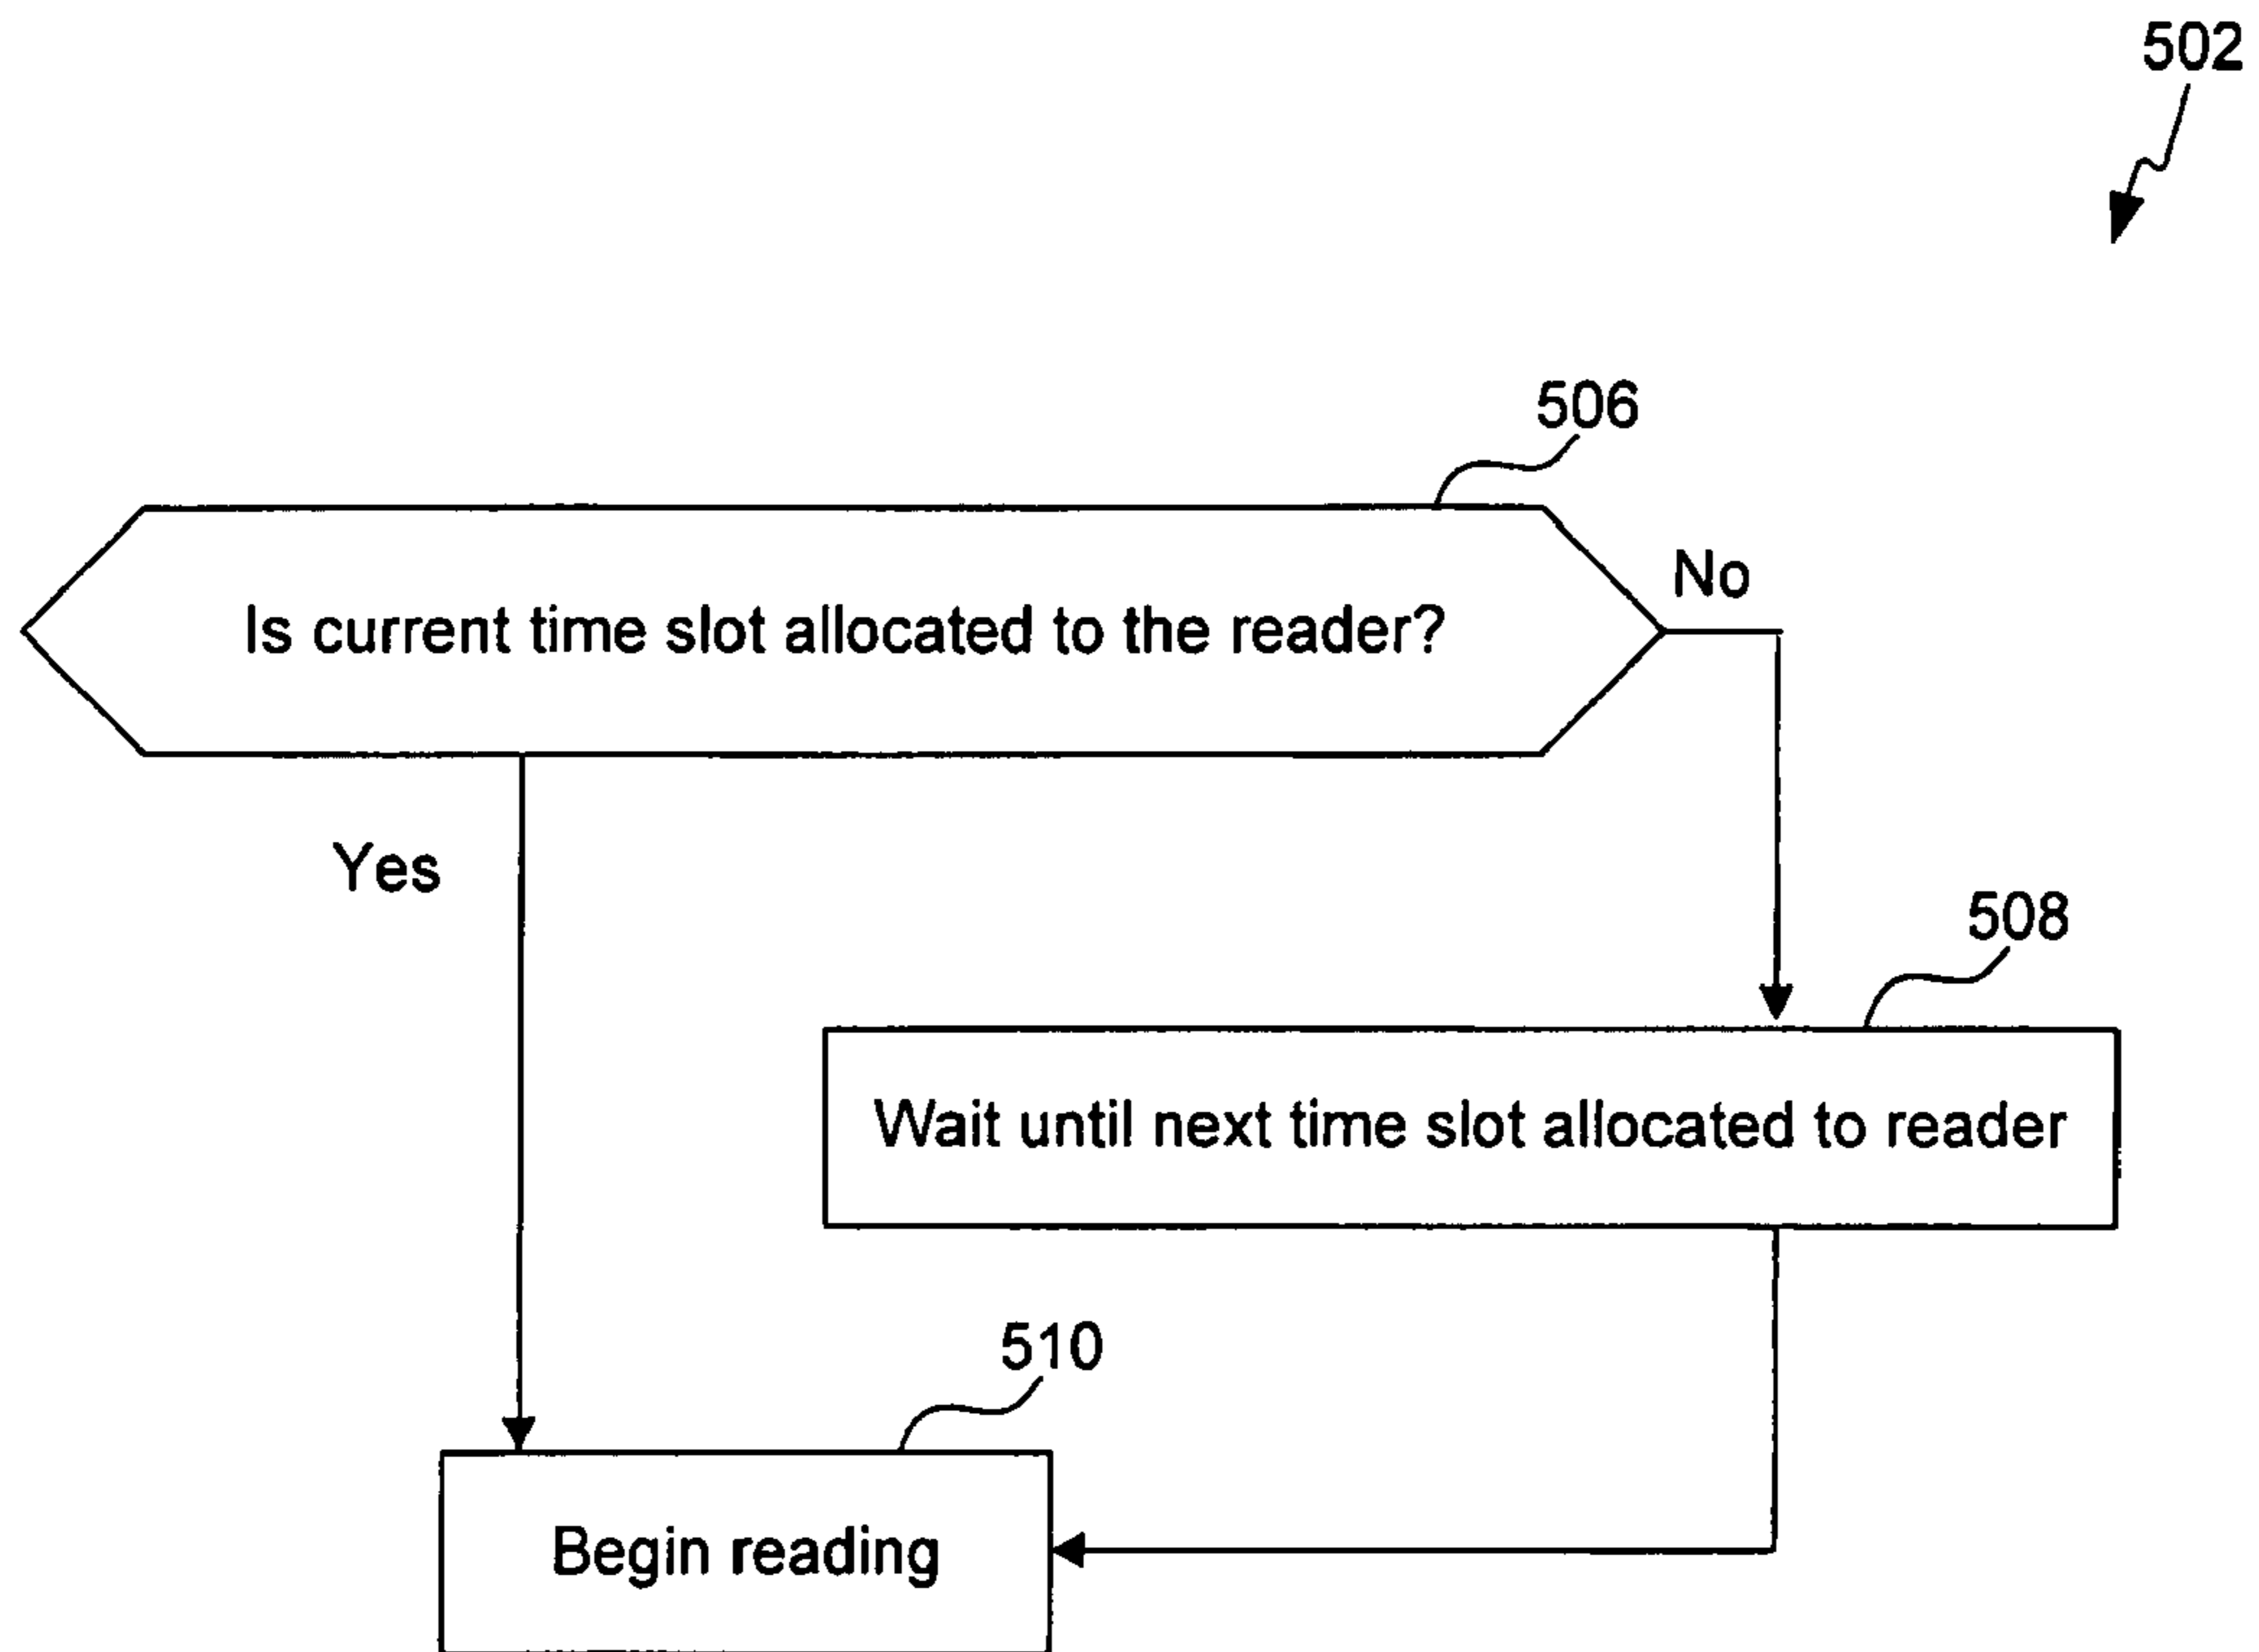 502
506
Is current time slot allocated to the reader?
No
Yes
508
Wait until next time slot allocated to reader
510
Begin reading